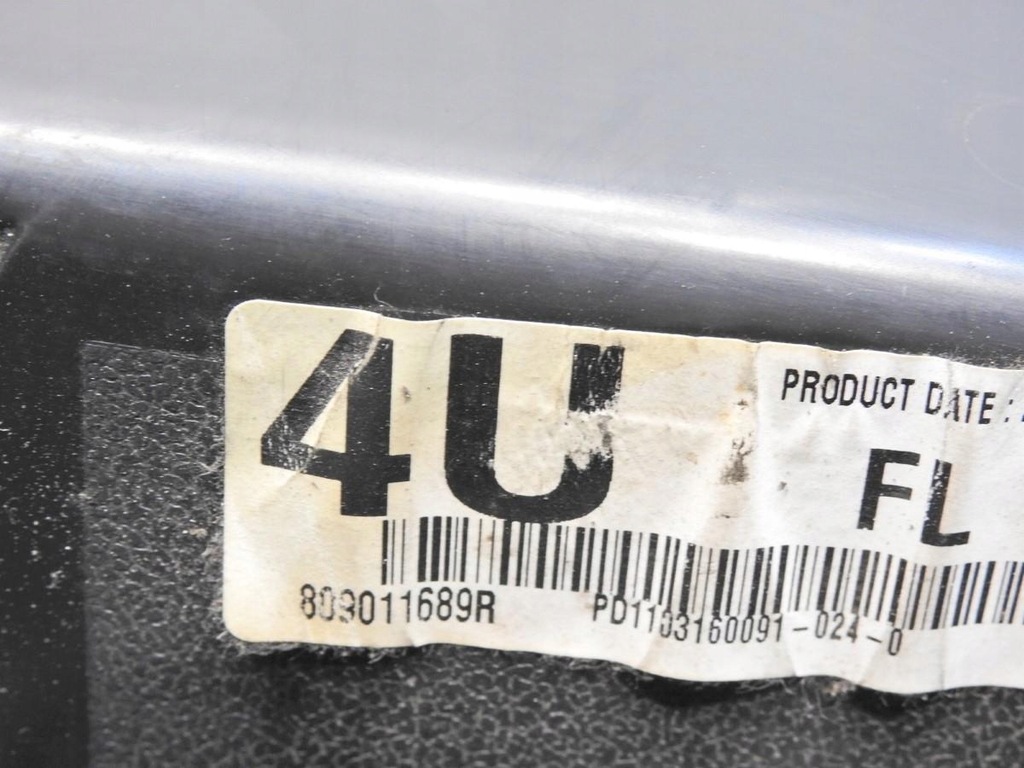 4U
PRODUCT DATE :
FL
809011689R
PD1103160091-024-0